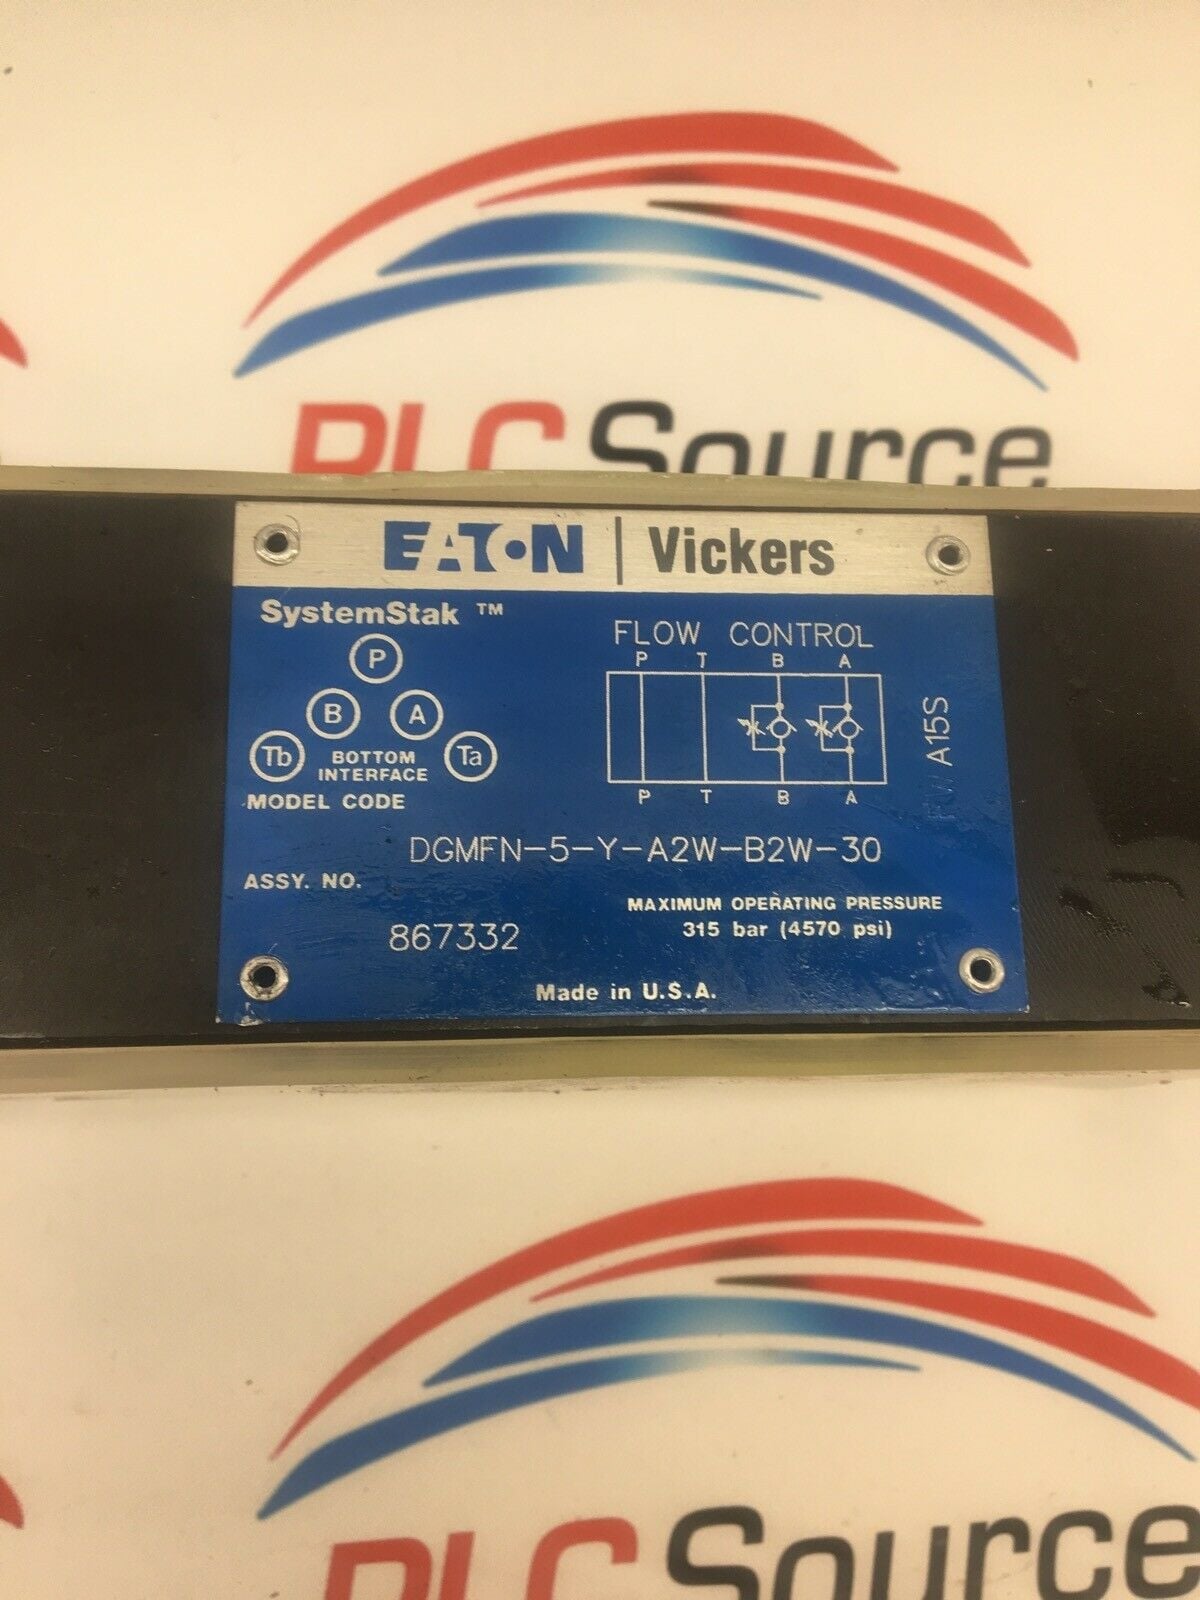 PLC Source
EATON | Vickers
SystemStak ™
P
B A
Tb BOTTOM INTERFACE Ta
FLOW CONTROL
P T B A
P T B A
A15S
MODEL CODE
DGMFN-5-Y-A2W-B2W-30
ASSY. NO.
867332
MAXIMUM OPERATING PRESSURE
315 bar (4570 psi)
Made in U.S.A.
PLC Source